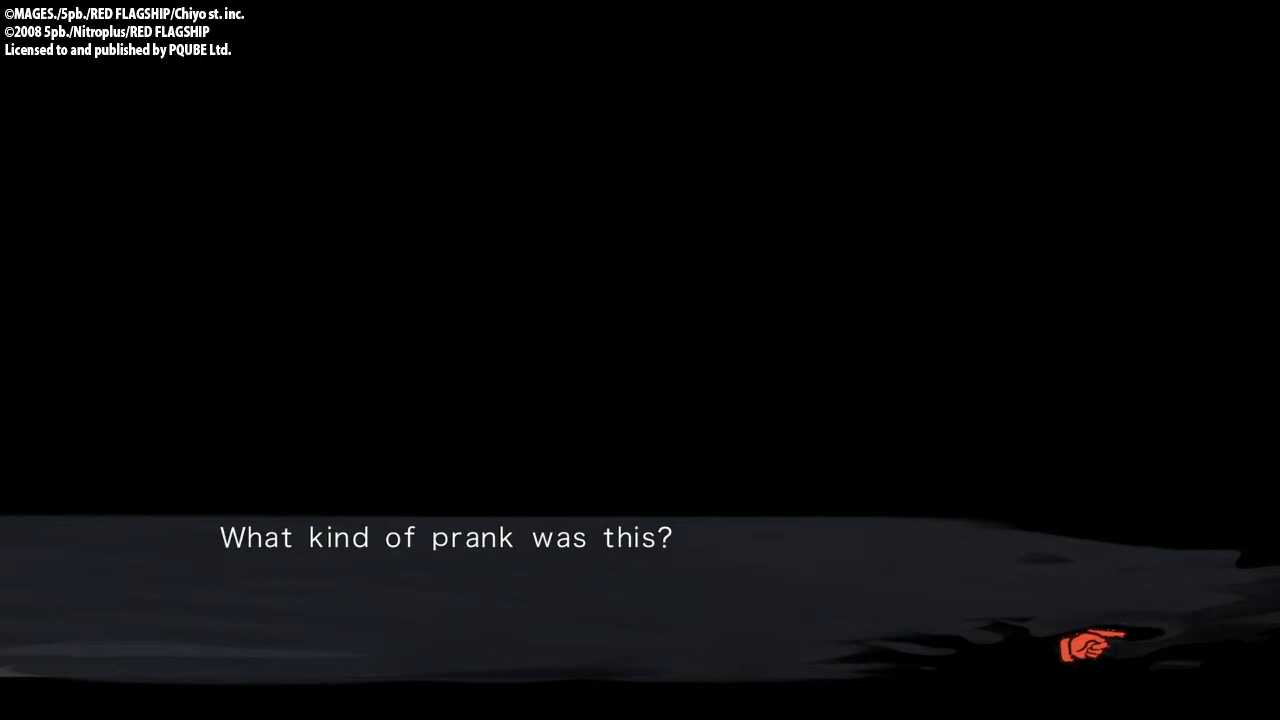 ©MAGES./5pb./RED FLAGSHIP/Chiyo st. inc.
©2008 5pb./Nitroplus/RED FLAGSHIP
Licensed to and published by PQUBE Ltd.
What kind of prank was this?